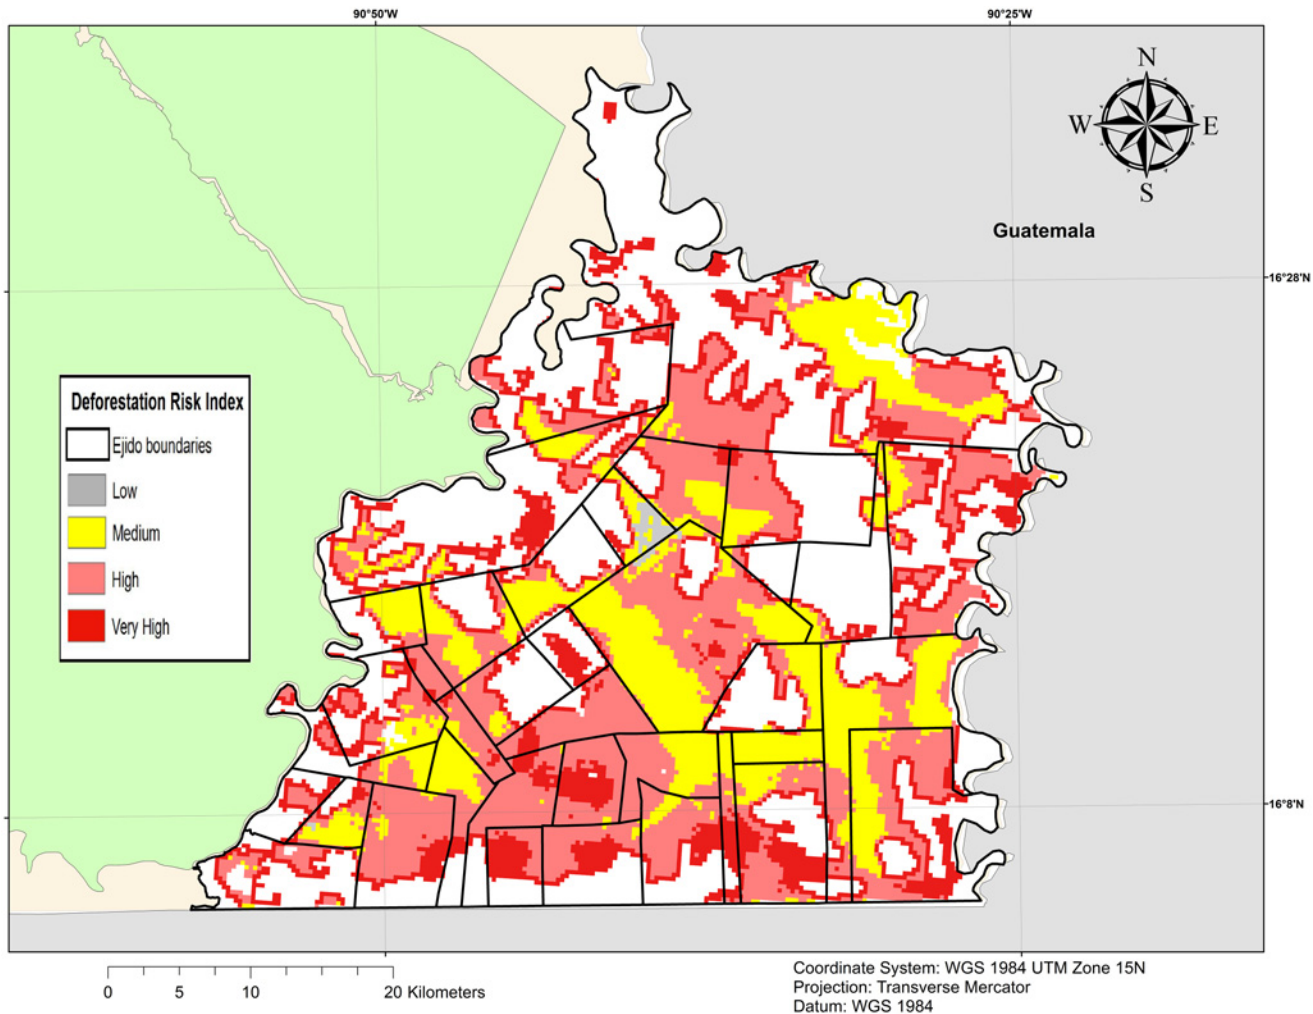 90°50'W
90°25'W
N
W
E
S
Guatemala
16°28'N
Deforestation Risk Index
Ejido boundaries
Low
Medium
High
Very High
16°8'N
0 5 10 20 Kilometers
Coordinate System: WGS 1984 UTM Zone 15N
Projection: Transverse Mercator
Datum: WGS 1984